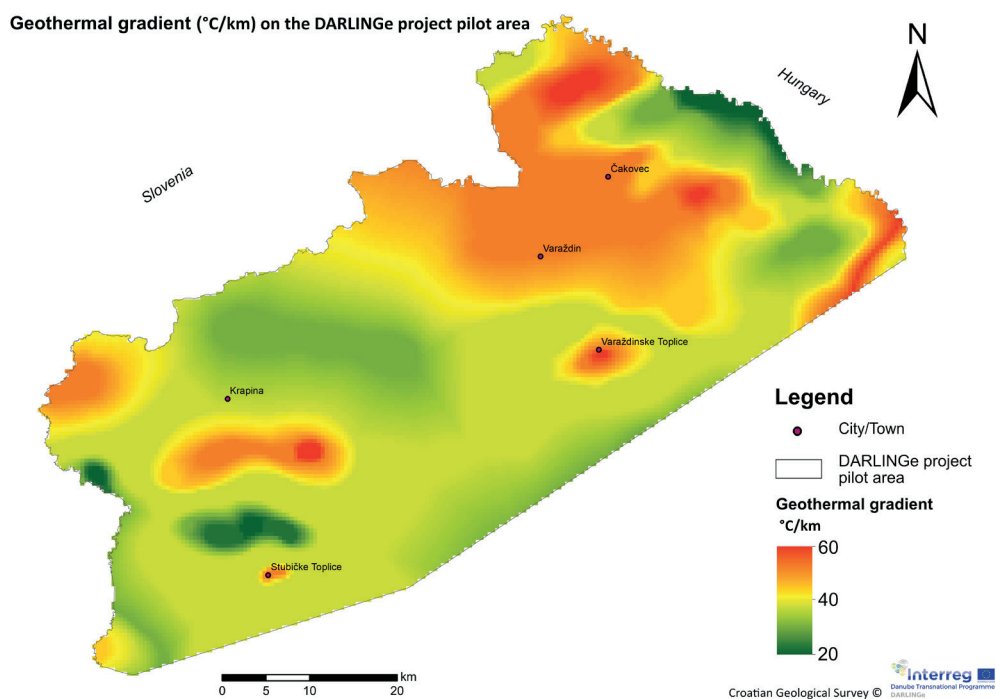 Geothermal gradient (°C/km) on the DARLINGe project pilot area
N
Hungary
Slovenia
Čakovec
Varaždin
Varaždinske Toplice
Krapina
Stubičke Toplice
Legend
City/Town
DARLINGe project
pilot area
Geothermal gradient
°C/km
60
40
20
km
0 5 10 20
Croatian Geological Survey ©
Interreg
Danube Transnational Programme
DARLINGe